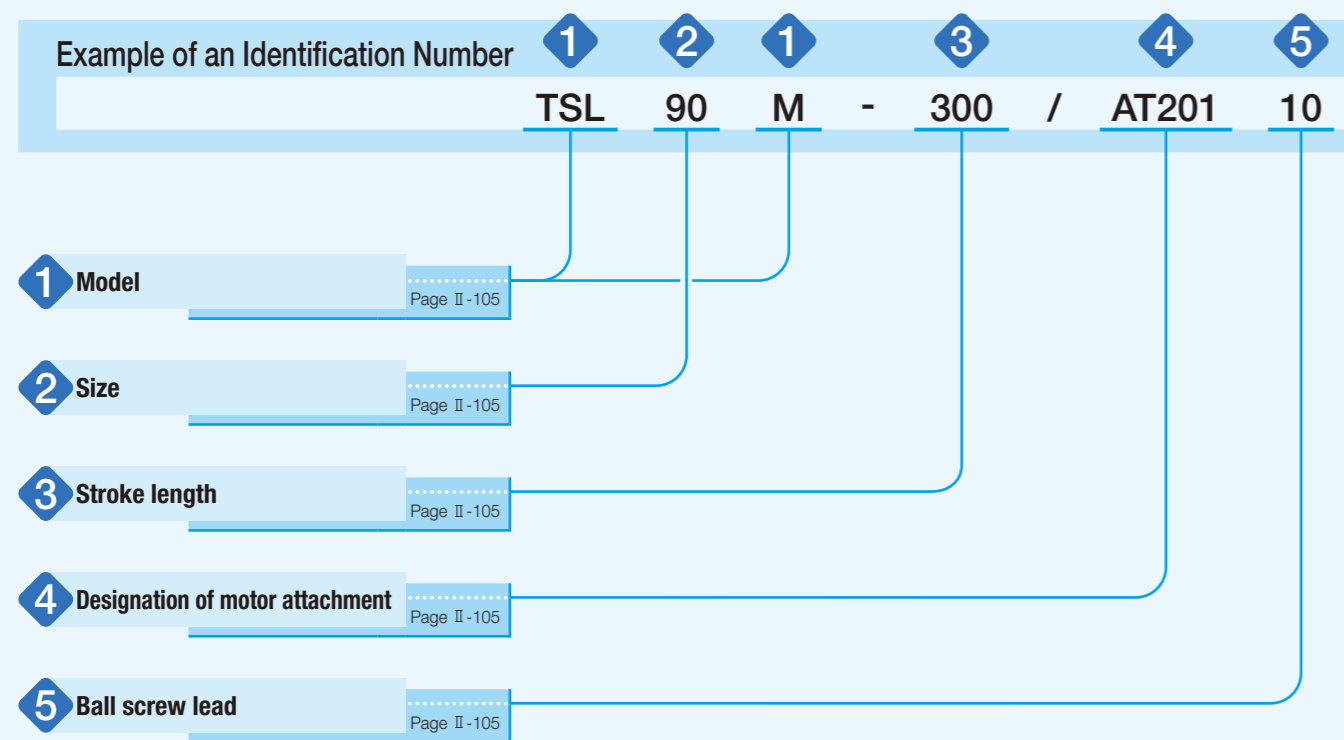 Example of an Identification Number 1 2 1 3 4 5
TSL 90 M - 300 / AT201 10
1 Model
Page Ⅱ-105
2 Size
Page Ⅱ-105
3 Stroke length
Page Ⅱ-105
4 Designation of motor attachment
Page Ⅱ-105
5 Ball screw lead
Page Ⅱ-105